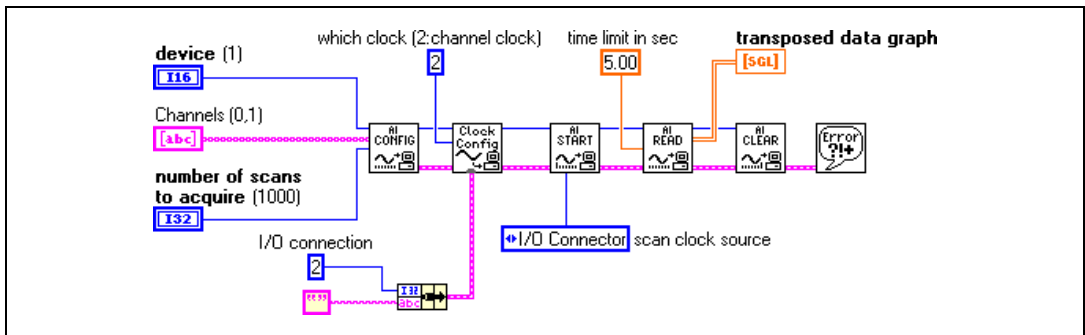 which clock (2:channel clock)
time limit in sec
transposed data graph
device (1)
2
5.00
[SGL]
I16
Channels (0,1)
[abc]
AI CONFIG
Clock Config
AI START
AI READ
AI CLEAR
Error ?!+
number of scans
to acquire (1000)
I32
I/O connection
I/O Connector scan clock source
2
I32
abc
""